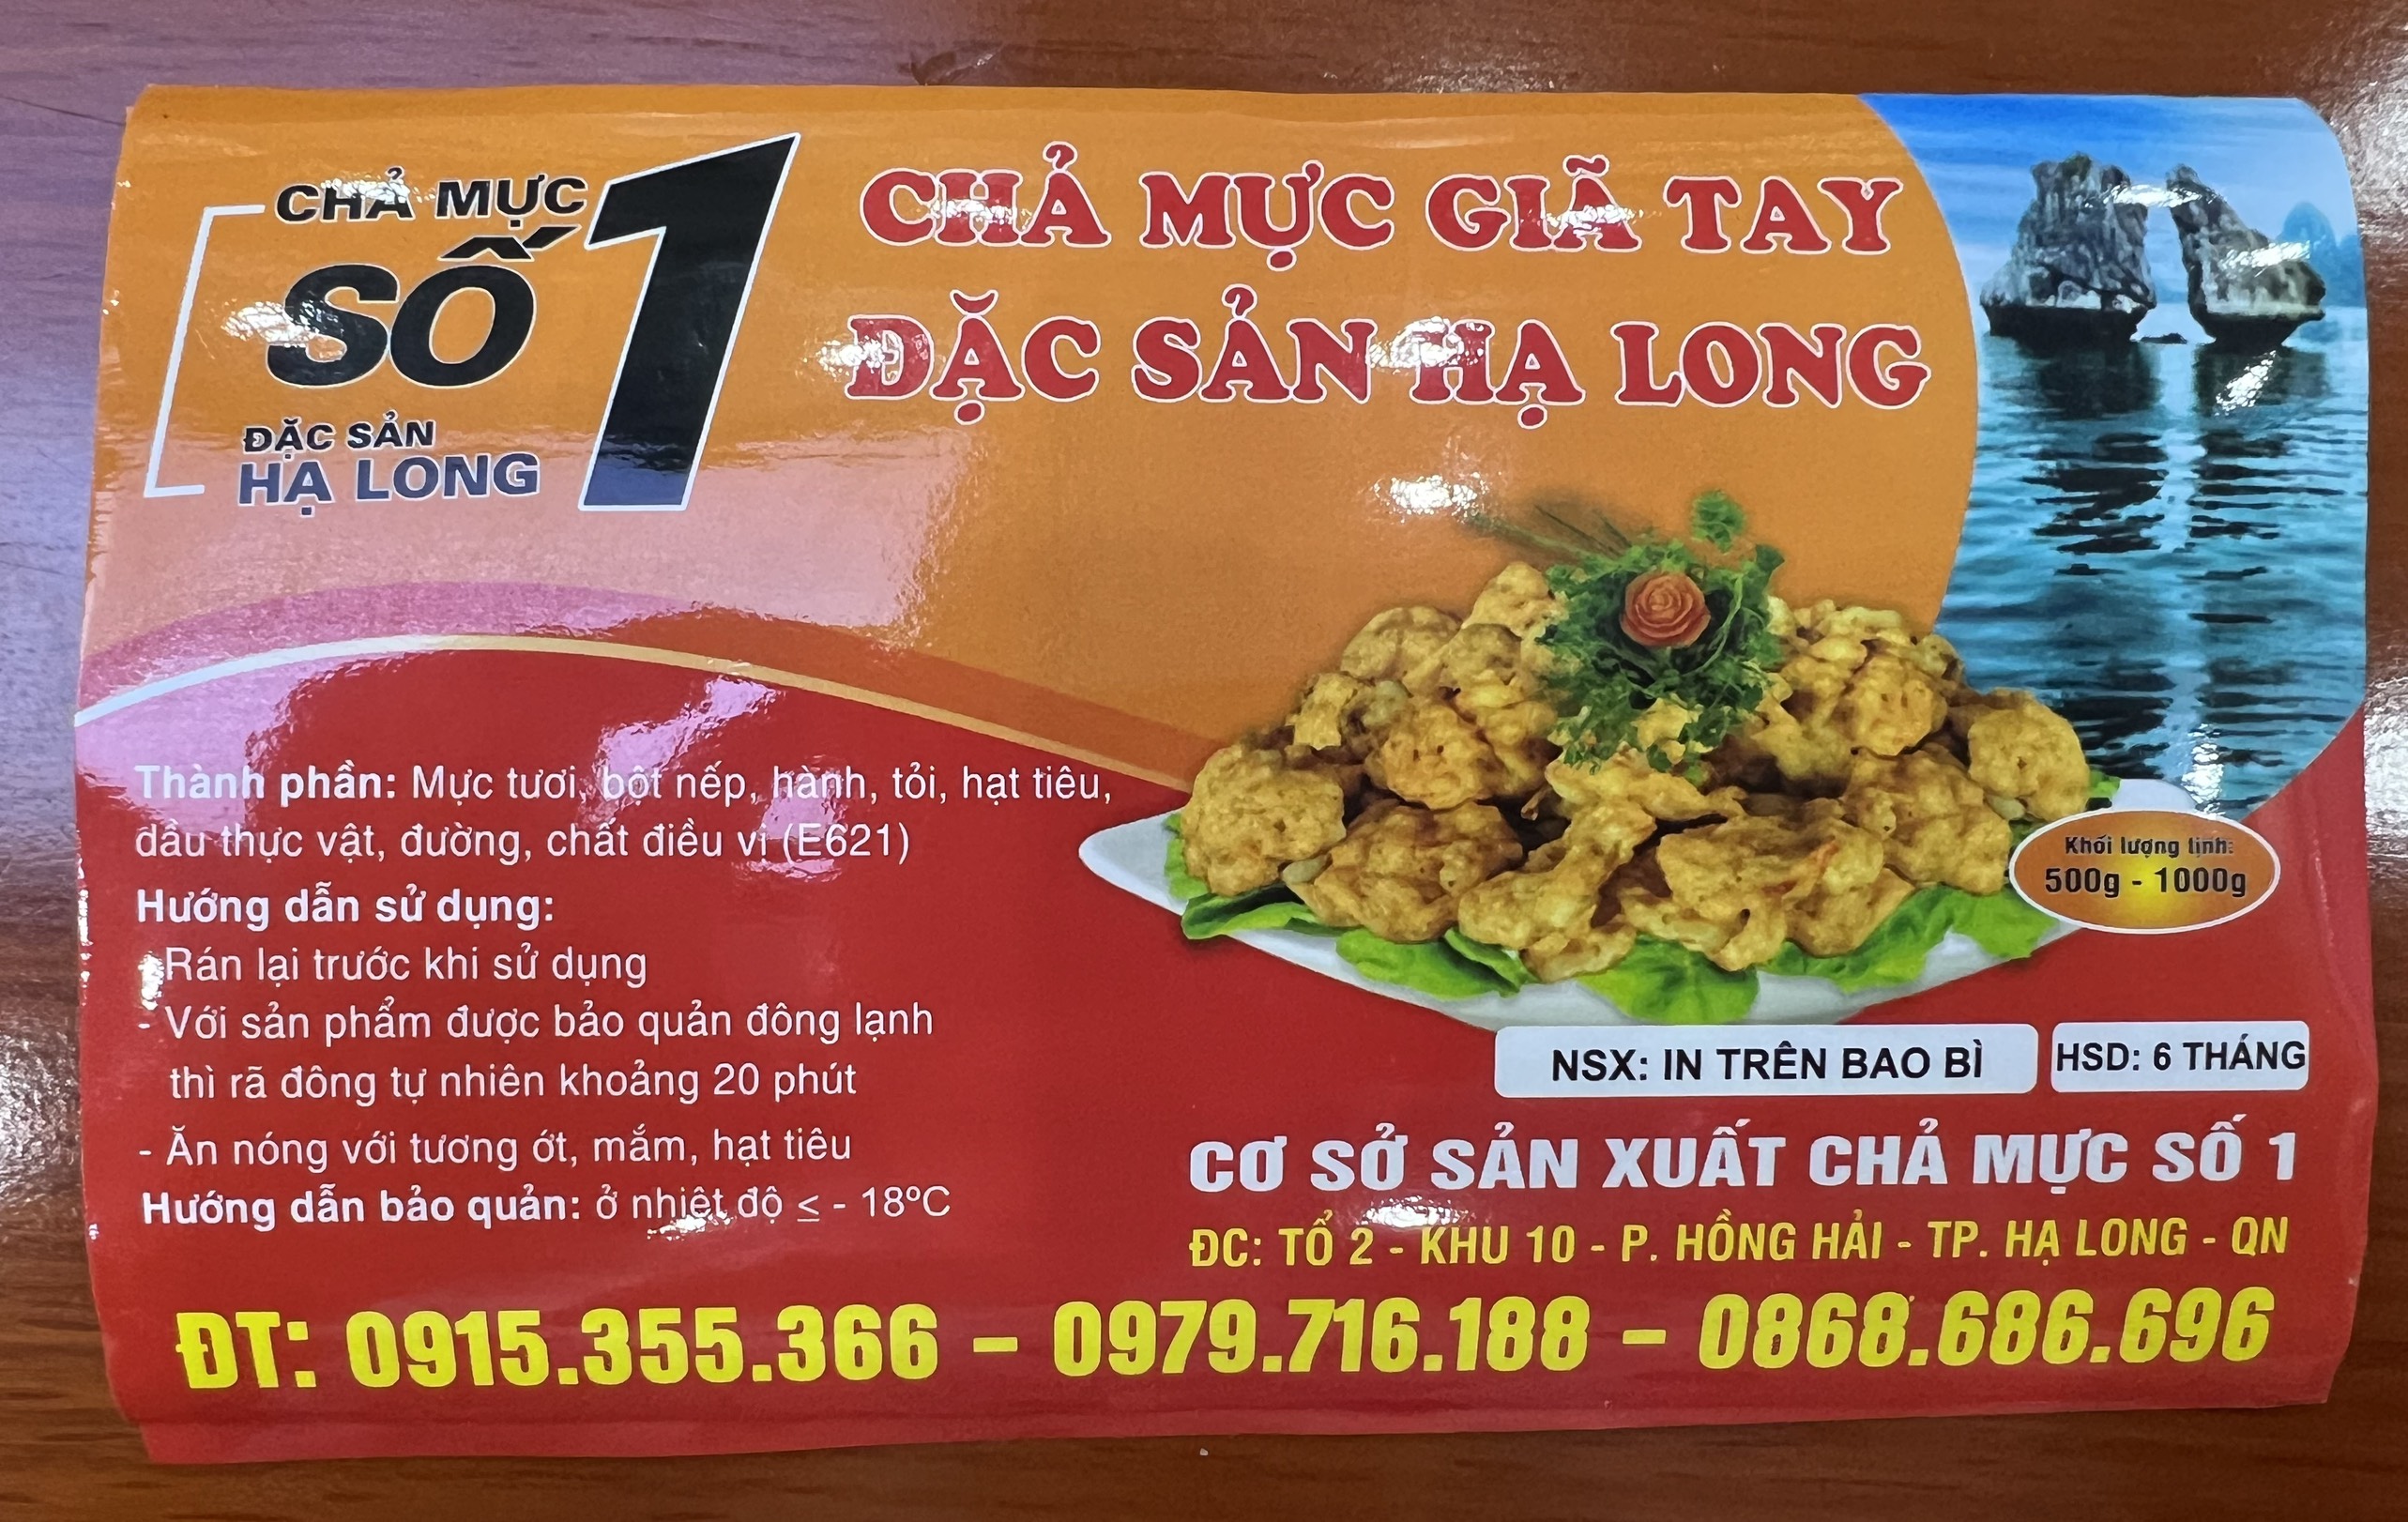 CHẢ MỰC
SỐ 1
ĐẶC SẢN
HẠ LONG
CHẢ MỰC GIÃ TAY
ĐẶC SẢN HẠ LONG
Thành phần: Mực tươi, bột nếp, hành, tỏi, hạt tiêu,
dầu thực vật, đường, chất điều vị (E621)
Hướng dẫn sử dụng:
- Rán lại trước khi sử dụng
- Với sản phẩm được bảo quản đông lạnh
thì rã đông tự nhiên khoảng 20 phút
- Ăn nóng với tương ớt, mắm, hạt tiêu
Hướng dẫn bảo quản: ở nhiệt độ ≤ - 18ºC
Khối lượng tịnh:
500g - 1000g
NSX: IN TRÊN BAO BÌ
HSD: 6 THÁNG
CƠ SỞ SẢN XUẤT CHẢ MỰC SỐ 1
ĐC: TỔ 2 - KHU 10 - P. HỒNG HẢI - TP. HẠ LONG - QN
ĐT: 0915.355.366 - 0979.716.188 - 0868.686.696